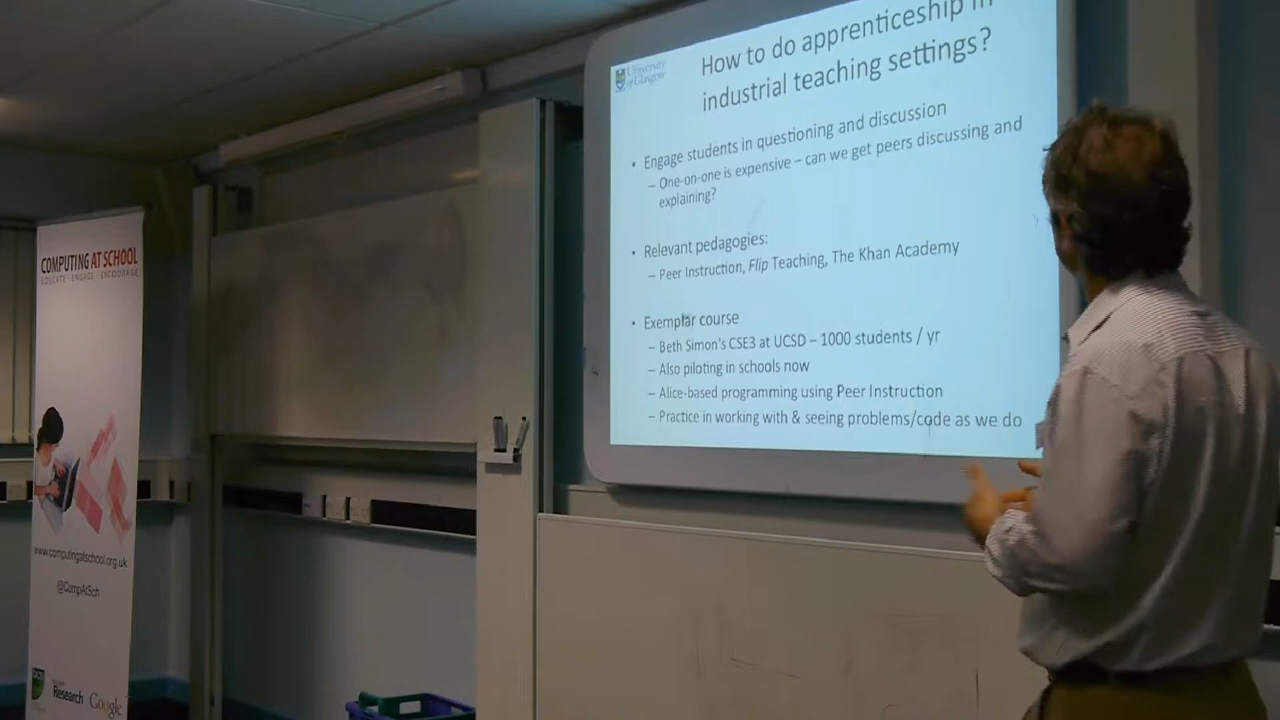 How to do apprenticeship in
industrial teaching settings?
University
of Glasgow
• Engage students in questioning and discussion
– One-on-one is expensive – can we get peers discussing and
explaining?
• Relevant pedagogies:
– Peer Instruction, Flip Teaching, The Khan Academy
• Exemplar course
– Beth Simon's CSE3 at UCSD – 1000 students / yr
– Also piloting in schools now
– Alice-based programming using Peer Instruction
– Practice in working with & seeing problems/code as we do
COMPUTING AT SCHOOL
EDUCATE · ENGAGE · ENCOURAGE
www.computingatschool.org.uk
@CompAtSch
Research
Google